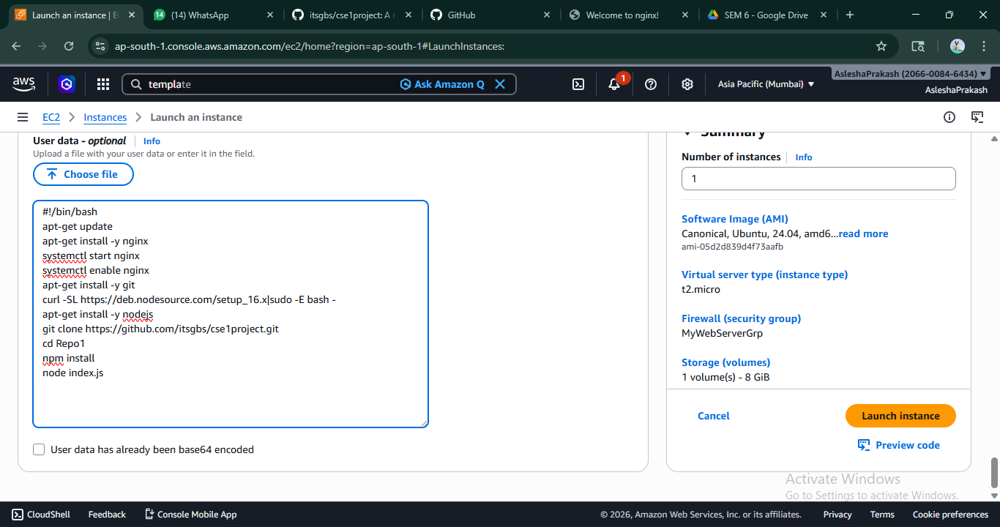 Launch an instance | E
(14) WhatsApp
itsgbs/cse1project: A
GitHub
Welcome to nginx!
SEM 6 - Google Drive
ap-south-1.console.aws.amazon.com/ec2/home?region=ap-south-1#LaunchInstances:
aws
template
Ask Amazon Q
1
Asia Pacific (Mumbai)
AsleshaPrakash (2066-0084-6434)
AsleshaPrakash
EC2
Instances
Launch an instance
User data - optional
Info
Upload a file with your user data or enter it in the field.
Choose file
#!/bin/bash
apt-get update
apt-get install -y nginx
systemctl start nginx
systemctl enable nginx
apt-get install -y git
curl -SL https://deb.nodesource.com/setup_16.x|sudo -E bash -
apt-get install -y nodejs
git clone https://github.com/itsgbs/cse1project.git
cd Repo1
npm install
node index.js
User data has already been base64 encoded
Summary
Number of instances
Info
1
Software Image (AMI)
Canonical, Ubuntu, 24.04, amd6...read more
ami-05d2d839d4f73aafb
Virtual server type (instance type)
t2.micro
Firewall (security group)
MyWebServerGrp
Storage (volumes)
1 volume(s) - 8 GiB
Cancel
Launch instance
Preview code
Activate Windows
Go to Settings to activate Windows.
CloudShell
Feedback
Console Mobile App
© 2026, Amazon Web Services, Inc. or its affiliates.
Privacy
Terms
Cookie preferences